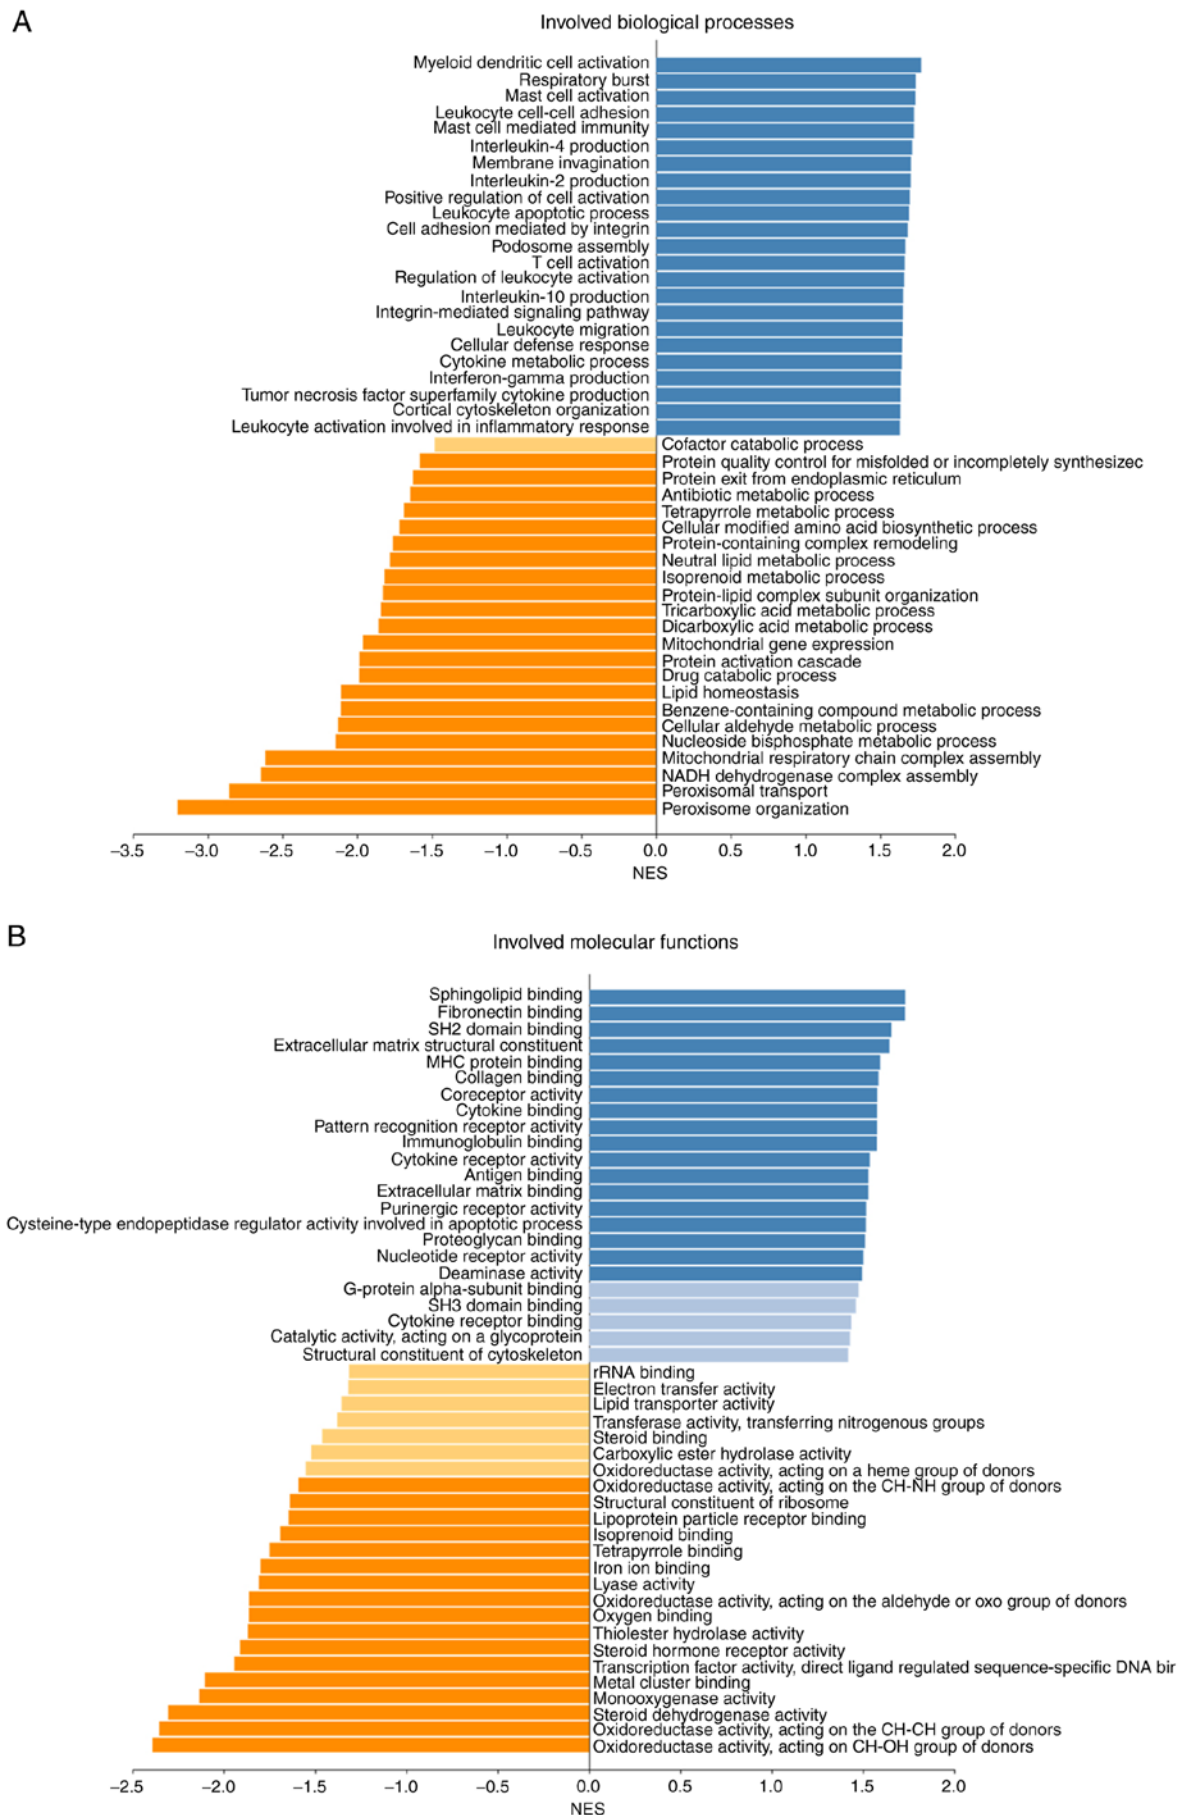 A
Involved biological processes
Myeloid dendritic cell activation
Respiratory burst
Mast cell activation
Leukocyte cell-cell adhesion
Mast cell mediated immunity
Interleukin-4 production
Membrane invagination
Interleukin-2 production
Positive regulation of cell activation
Leukocyte apoptotic process
Cell adhesion mediated by integrin
Podosome assembly
T cell activation
Regulation of leukocyte activation
Interleukin-10 production
Integrin-mediated signaling pathway
Leukocyte migration
Cellular defense response
Cytokine metabolic process
Interferon-gamma production
Tumor necrosis factor superfamily cytokine production
Cortical cytoskeleton organization
Leukocyte activation involved in inflammatory response
Cofactor catabolic process
Protein quality control for misfolded or incompletely synthesizec
Protein exit from endoplasmic reticulum
Antibiotic metabolic process
Tetrapyrrole metabolic process
Cellular modified amino acid biosynthetic process
Protein-containing complex remodeling
Neutral lipid metabolic process
Isoprenoid metabolic process
Protein-lipid complex subunit organization
Tricarboxylic acid metabolic process
Dicarboxylic acid metabolic process
Mitochondrial gene expression
Protein activation cascade
Drug catabolic process
Lipid homeostasis
Benzene-containing compound metabolic process
Cellular aldehyde metabolic process
Nucleoside bisphosphate metabolic process
Mitochondrial respiratory chain complex assembly
NADH dehydrogenase complex assembly
Peroxisomal transport
Peroxisome organization
−3.5 −3.0 −2.5 −2.0 −1.5 −1.0 −0.5 0.0 0.5 1.0 1.5 2.0
NES
B
Involved molecular functions
Sphingolipid binding
Fibronectin binding
SH2 domain binding
Extracellular matrix structural constituent
MHC protein binding
Collagen binding
Coreceptor activity
Cytokine binding
Pattern recognition receptor activity
Immunoglobulin binding
Cytokine receptor activity
Antigen binding
Extracellular matrix binding
Purinergic receptor activity
Cysteine-type endopeptidase regulator activity involved in apoptotic process
Proteoglycan binding
Nucleotide receptor activity
Deaminase activity
G-protein alpha-subunit binding
SH3 domain binding
Cytokine receptor binding
Catalytic activity, acting on a glycoprotein
Structural constituent of cytoskeleton
rRNA binding
Electron transfer activity
Lipid transporter activity
Transferase activity, transferring nitrogenous groups
Steroid binding
Carboxylic ester hydrolase activity
Oxidoreductase activity, acting on a heme group of donors
Oxidoreductase activity, acting on the CH-NH group of donors
Structural constituent of ribosome
Lipoprotein particle receptor binding
Isoprenoid binding
Tetrapyrrole binding
Iron ion binding
Lyase activity
Oxidoreductase activity, acting on the aldehyde or oxo group of donors
Oxygen binding
Thiolester hydrolase activity
Steroid hormone receptor activity
Transcription factor activity, direct ligand regulated sequence-specific DNA bir
Metal cluster binding
Monooxygenase activity
Steroid dehydrogenase activity
Oxidoreductase activity, acting on the CH-CH group of donors
Oxidoreductase activity, acting on CH-OH group of donors
−2.5 −2.0 −1.5 −1.0 −0.5 0.0 0.5 1.0 1.5 2.0
NES